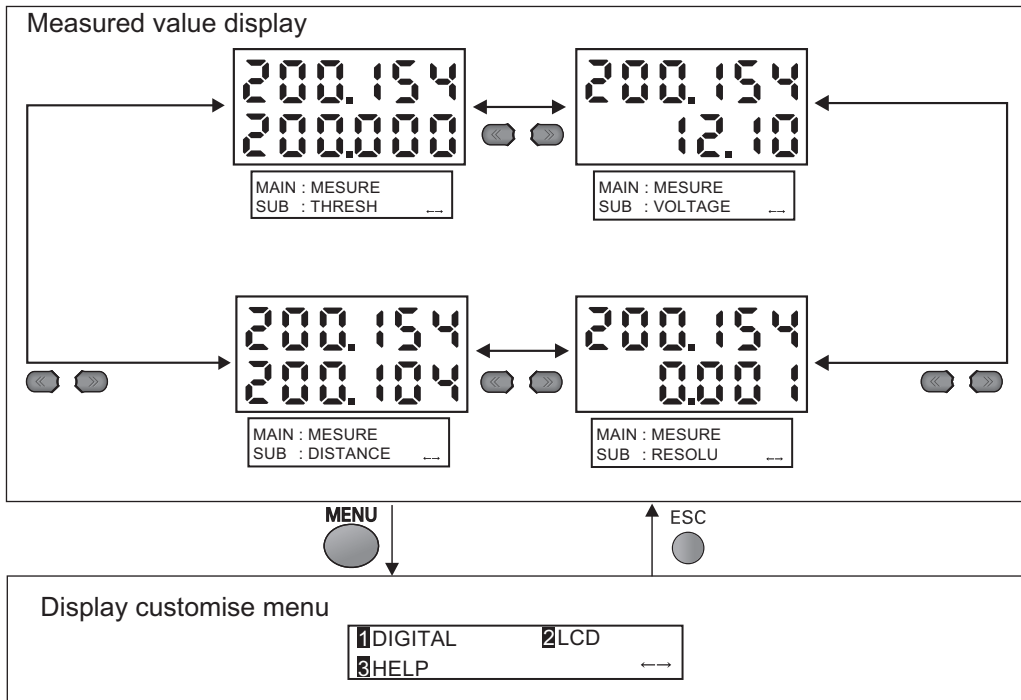 Measured value display
200.154
200.000
MAIN : MESURE
SUB : THRESH ←→
200.154
12.10
MAIN : MESURE
SUB : VOLTAGE ←→
200.154
200.104
MAIN : MESURE
SUB : DISTANCE ←→
200.154
0.001
MAIN : MESURE
SUB : RESOLU ←→
MENU
ESC
Display customise menu
1DIGITAL 2LCD
3HELP ←→